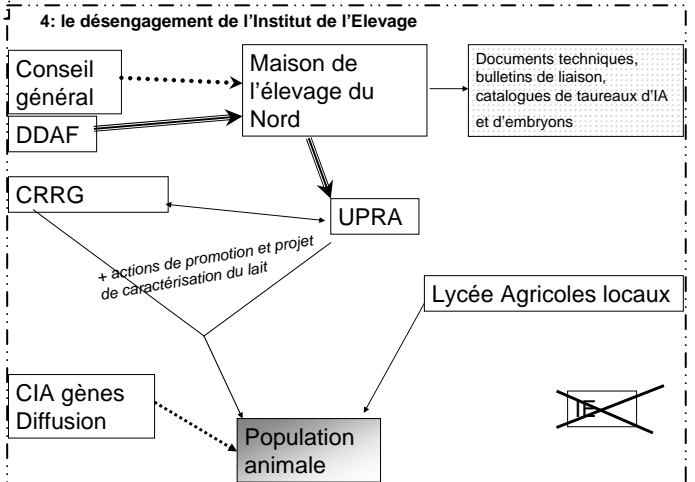 4: le désengagement de l'Institut de l'Elevage
Conseil
général
DDAF
Maison de
l'élevage du
Nord
Documents techniques,
bulletins de liaison,
catalogues de taureaux d'IA
et d'embryons
CRRG
UPRA
+ actions de promotion et projet
de caractérisation du lait
Lycée Agricoles locaux
CIA gènes
Diffusion
Population
animale
IE